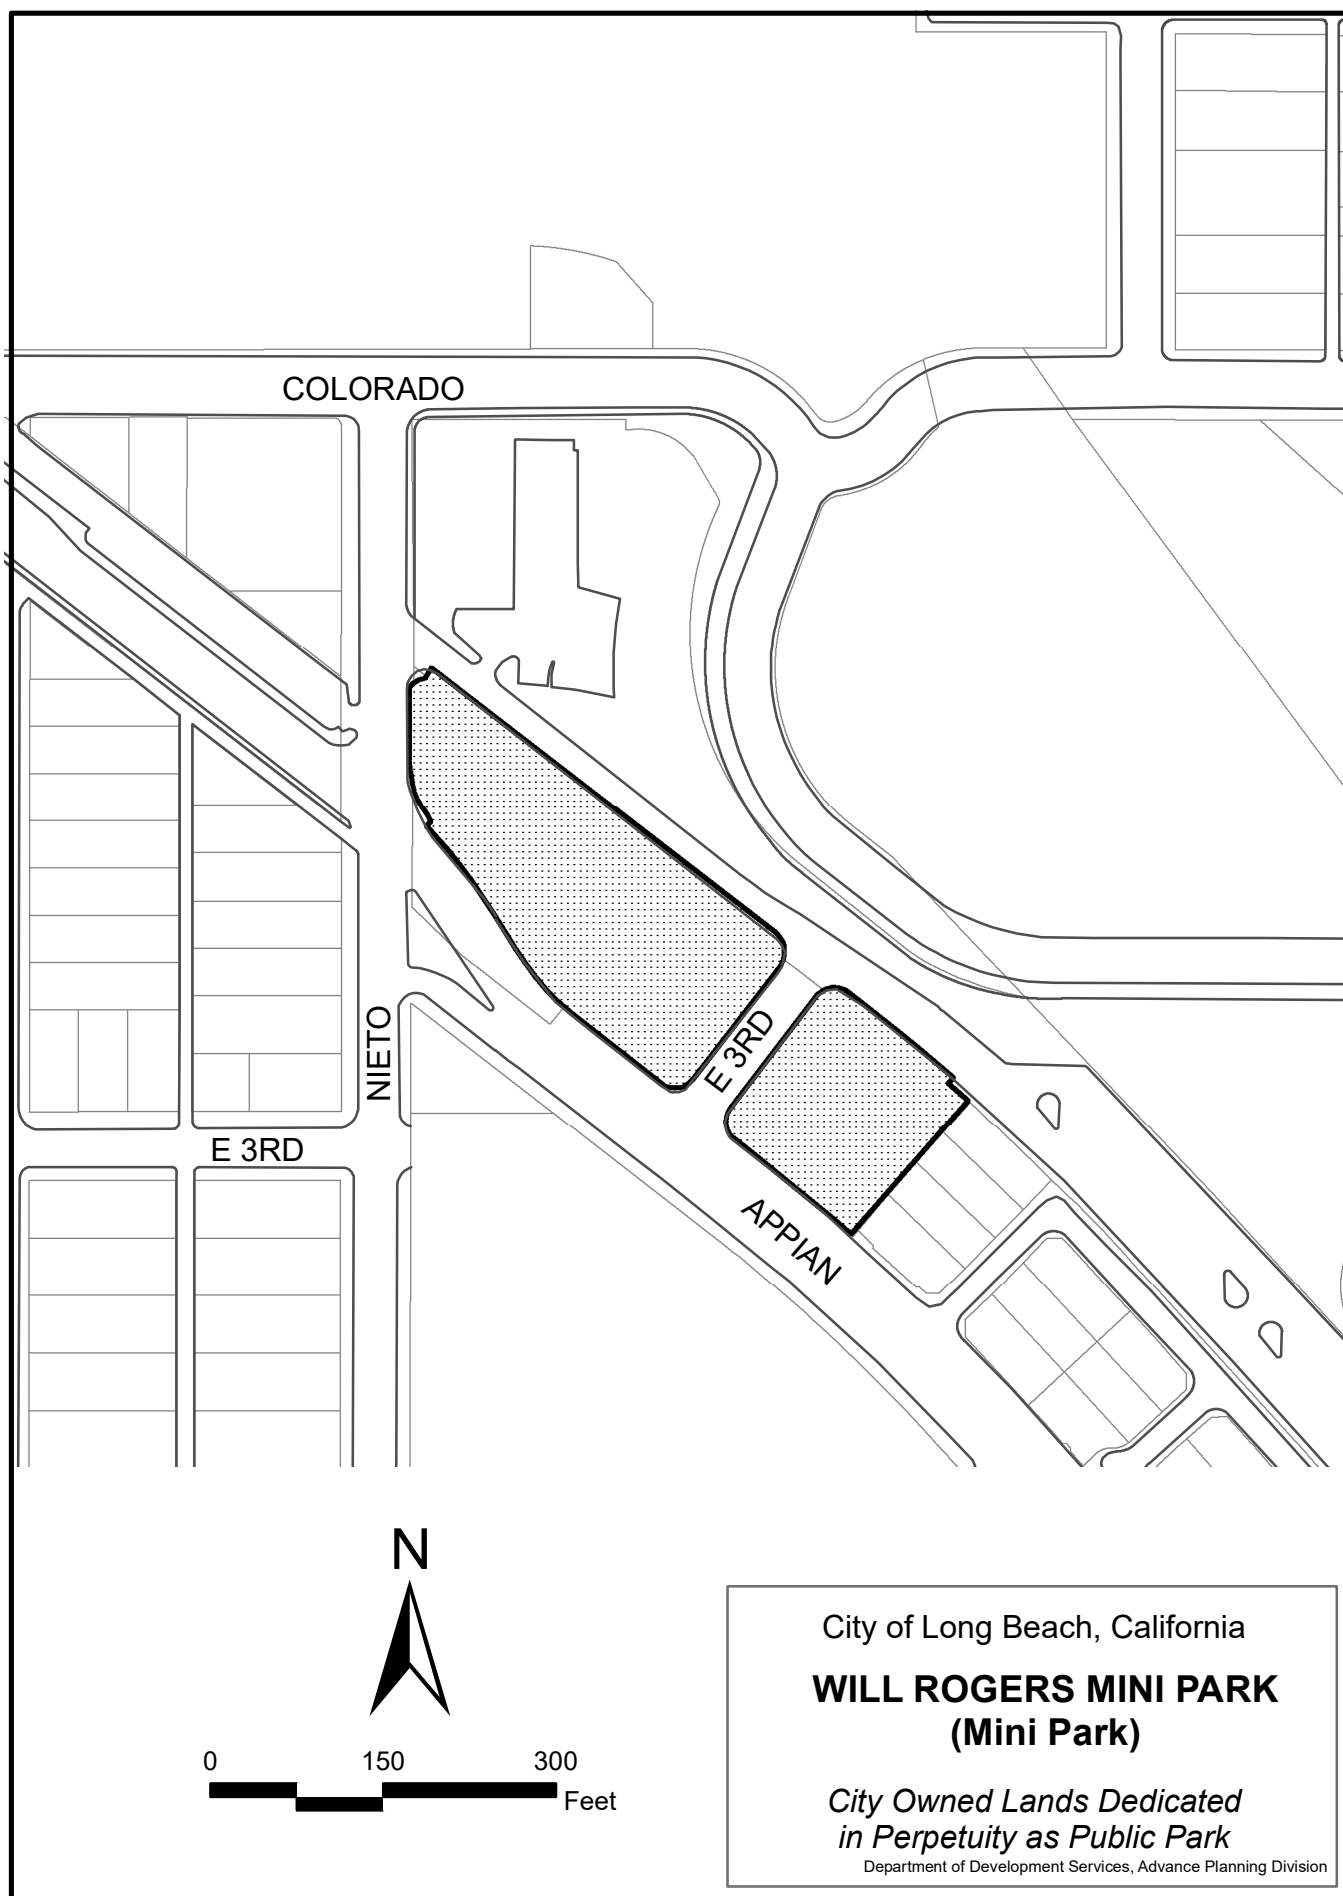 COLORADO
NIETO
E 3RD
E 3RD
APPIAN
N
0 150 300
Feet
City of Long Beach, California
WILL ROGERS MINI PARK
(Mini Park)
City Owned Lands Dedicated
in Perpetuity as Public Park
Department of Development Services, Advance Planning Division